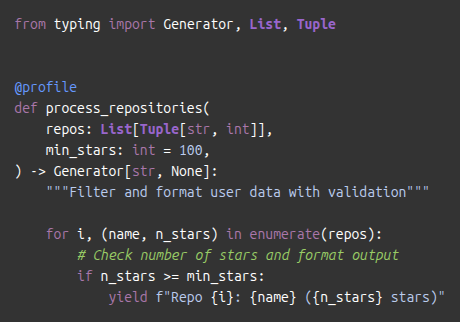 from typing import Generator, List, Tuple


@profile
def process_repositories(
    repos: List[Tuple[str, int]],
    min_stars: int = 100,
) -> Generator[str, None]:
    """Filter and format user data with validation"""

    for i, (name, n_stars) in enumerate(repos):
        # Check number of stars and format output
        if n_stars >= min_stars:
            yield f"Repo {i}: {name} ({n_stars} stars)"